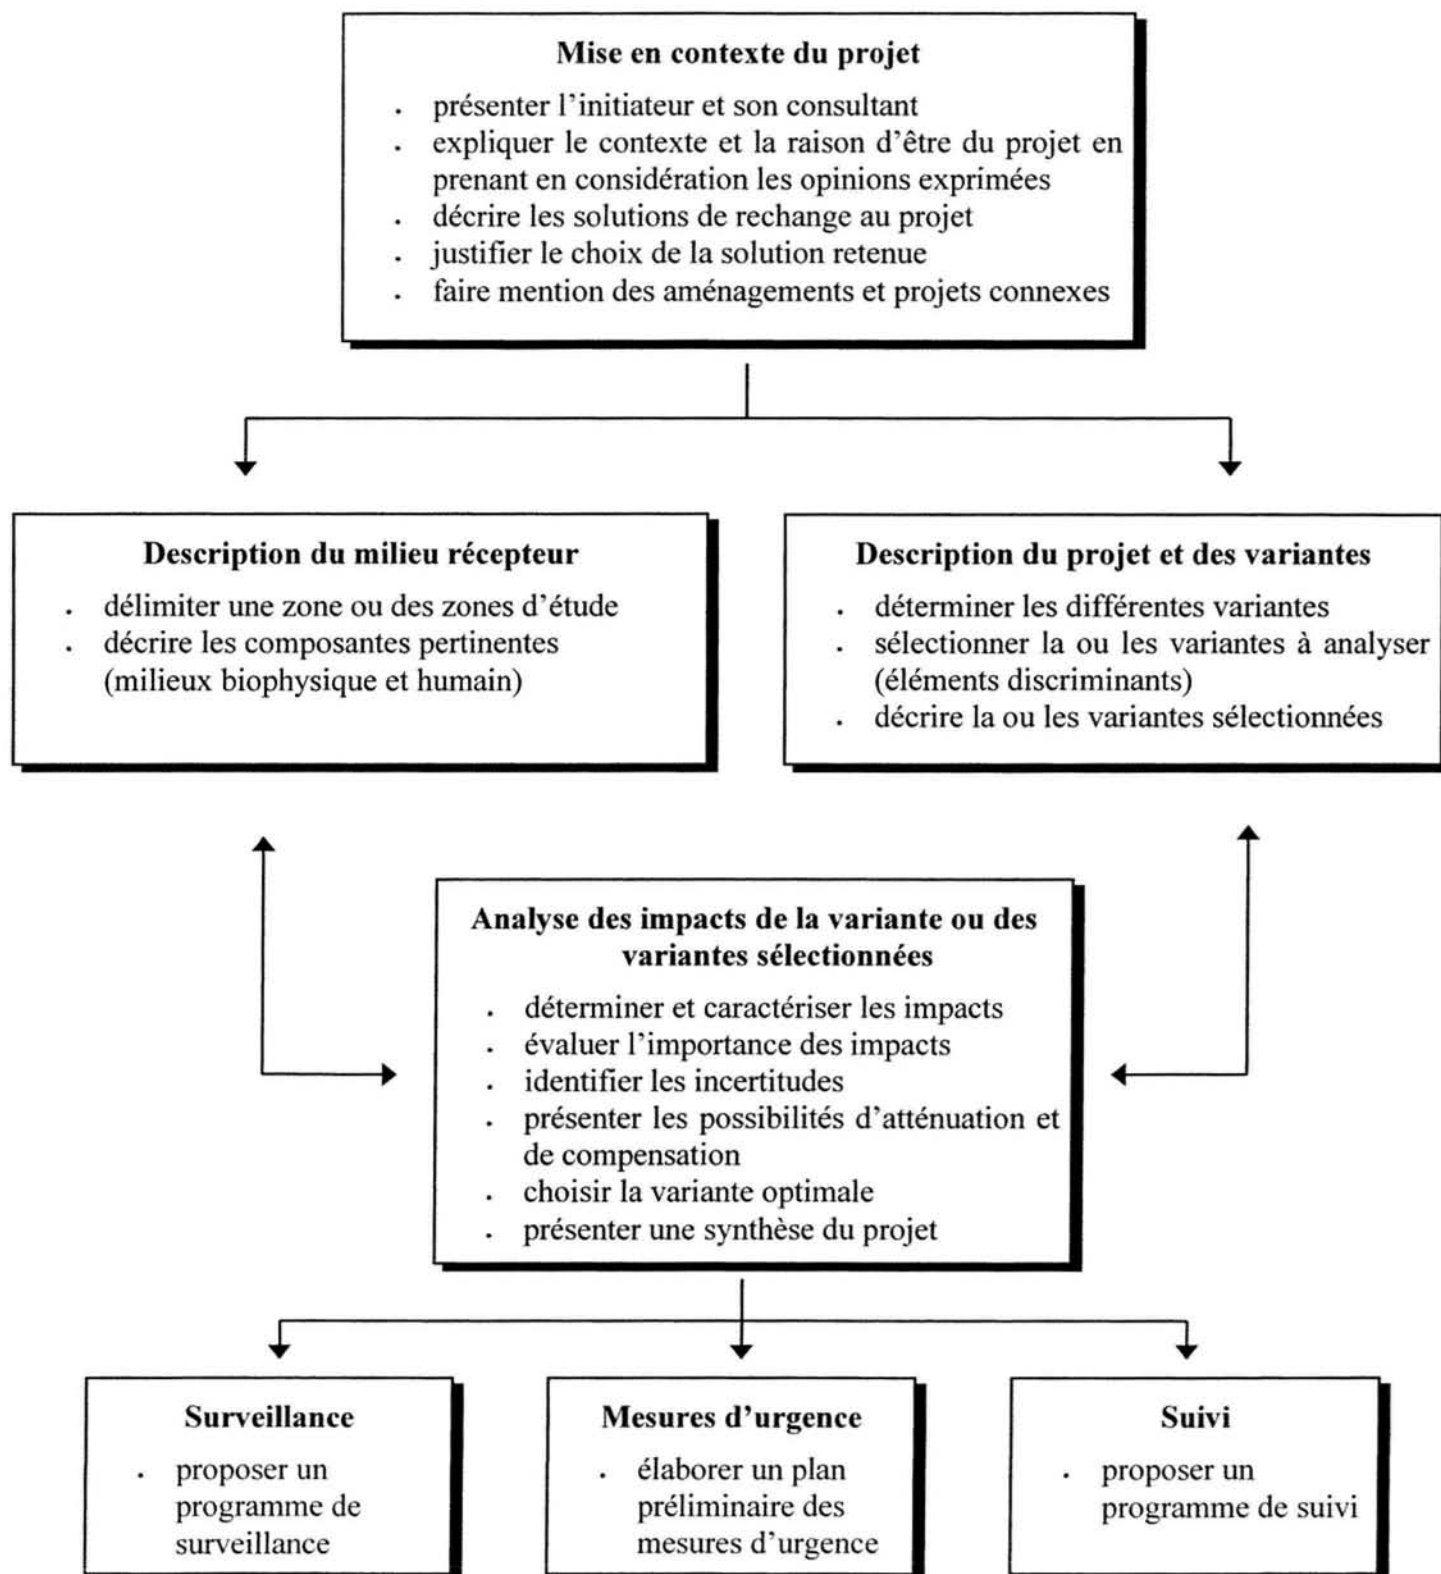 Mise en contexte du projet
. présenter l'initiateur et son consultant
. expliquer le contexte et la raison d'être du projet en
prenant en considération les opinions exprimées
. décrire les solutions de rechange au projet
. justifier le choix de la solution retenue
. faire mention des aménagements et projets connexes
Description du milieu récepteur
. délimiter une zone ou des zones d'étude
. décrire les composantes pertinentes
(milieux biophysique et humain)
Description du projet et des variantes
. déterminer les différentes variantes
. sélectionner la ou les variantes à analyser
(éléments discriminants)
. décrire la ou les variantes sélectionnées
Analyse des impacts de la variante ou des
variantes sélectionnées
. déterminer et caractériser les impacts
. évaluer l'importance des impacts
. identifier les incertitudes
. présenter les possibilités d'atténuation et
de compensation
. choisir la variante optimale
. présenter une synthèse du projet
Surveillance
. proposer un
programme de
surveillance
Mesures d'urgence
. élaborer un plan
préliminaire des
mesures d'urgence
Suivi
. proposer un
programme de suivi